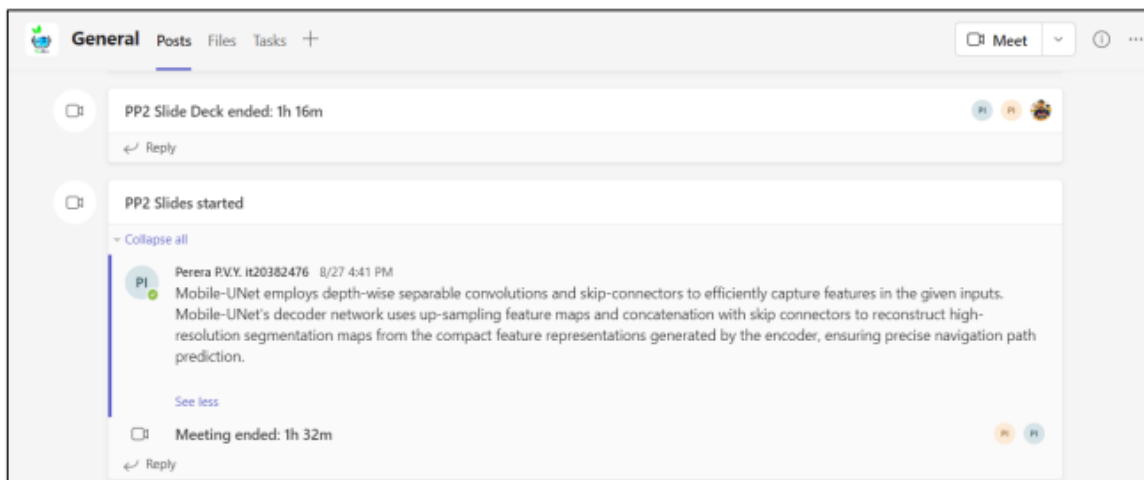 General Posts Files Tasks + Meet
PP2 Slide Deck ended: 1h 16m
PI PI
Reply
PP2 Slides started
Collapse all
PI
Perera P.V.Y. it20382476 8/27 4:41 PM
Mobile-UNet employs depth-wise separable convolutions and skip-connectors to efficiently capture features in the given inputs.
Mobile-UNet's decoder network uses up-sampling feature maps and concatenation with skip connectors to reconstruct high-
resolution segmentation maps from the compact feature representations generated by the encoder, ensuring precise navigation path
prediction.
See less
Meeting ended: 1h 32m
PI PI
Reply